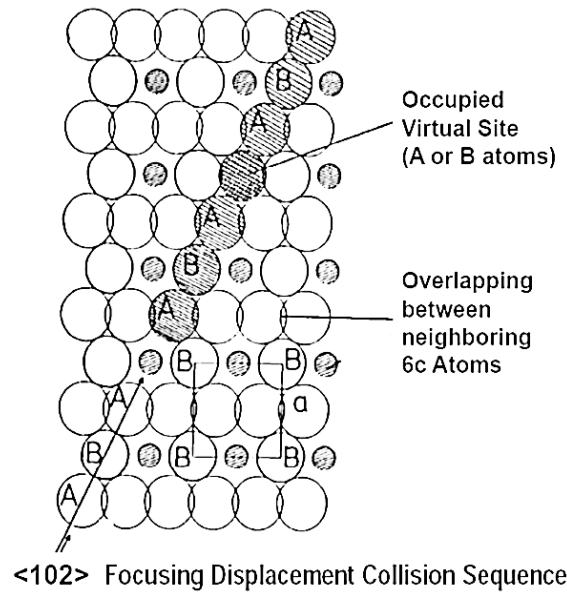 A
B
A
Occupied
Virtual Site
(A or B atoms)
A
B
Overlapping
between
neighboring
6c Atoms
A
B
B
A
a
B
B
B
A
<102> Focusing Displacement Collision Sequence